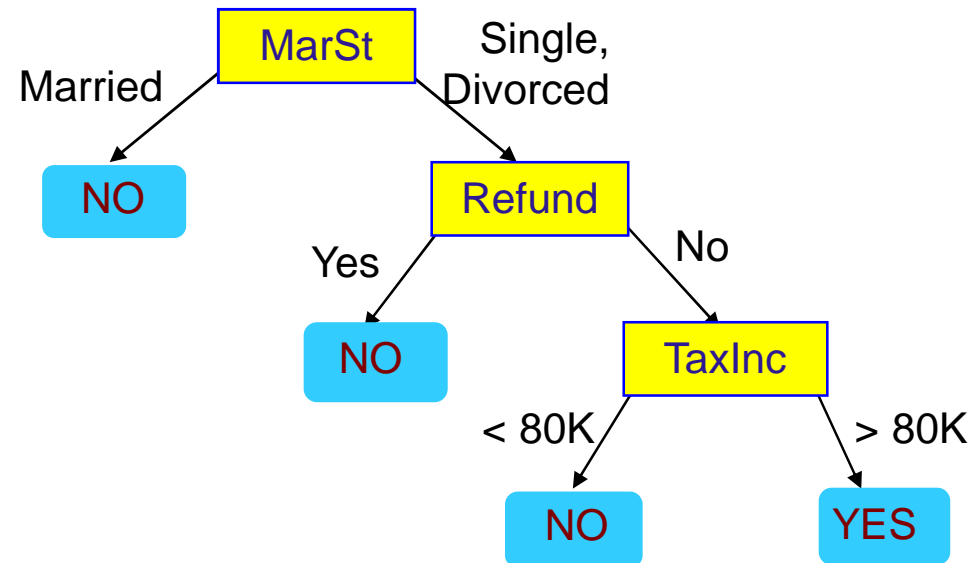 MarSt
Single,
Divorced
Married
NO
Refund
Yes
No
NO
TaxInc
< 80K
> 80K
NO
YES